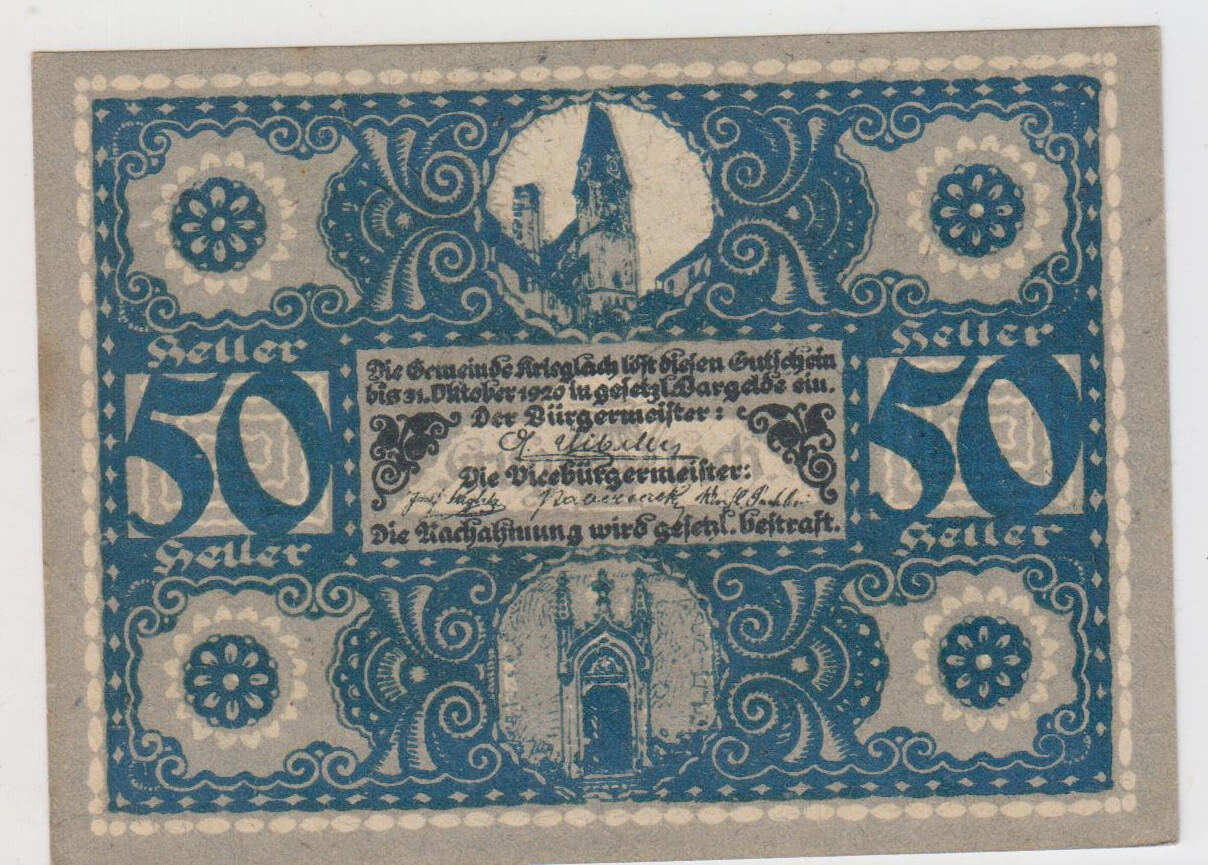 Heller
Heller
50
50
Die Gemeinde Krieglach löst diesen Gutschein
bis 31. Oktober 1920 in gesetzl. Bargelde ein.
Der Bürgermeister:
Die Vicebürgermeister:
Die Nachahmung wird gesetzl. bestraft.
Heller
Heller